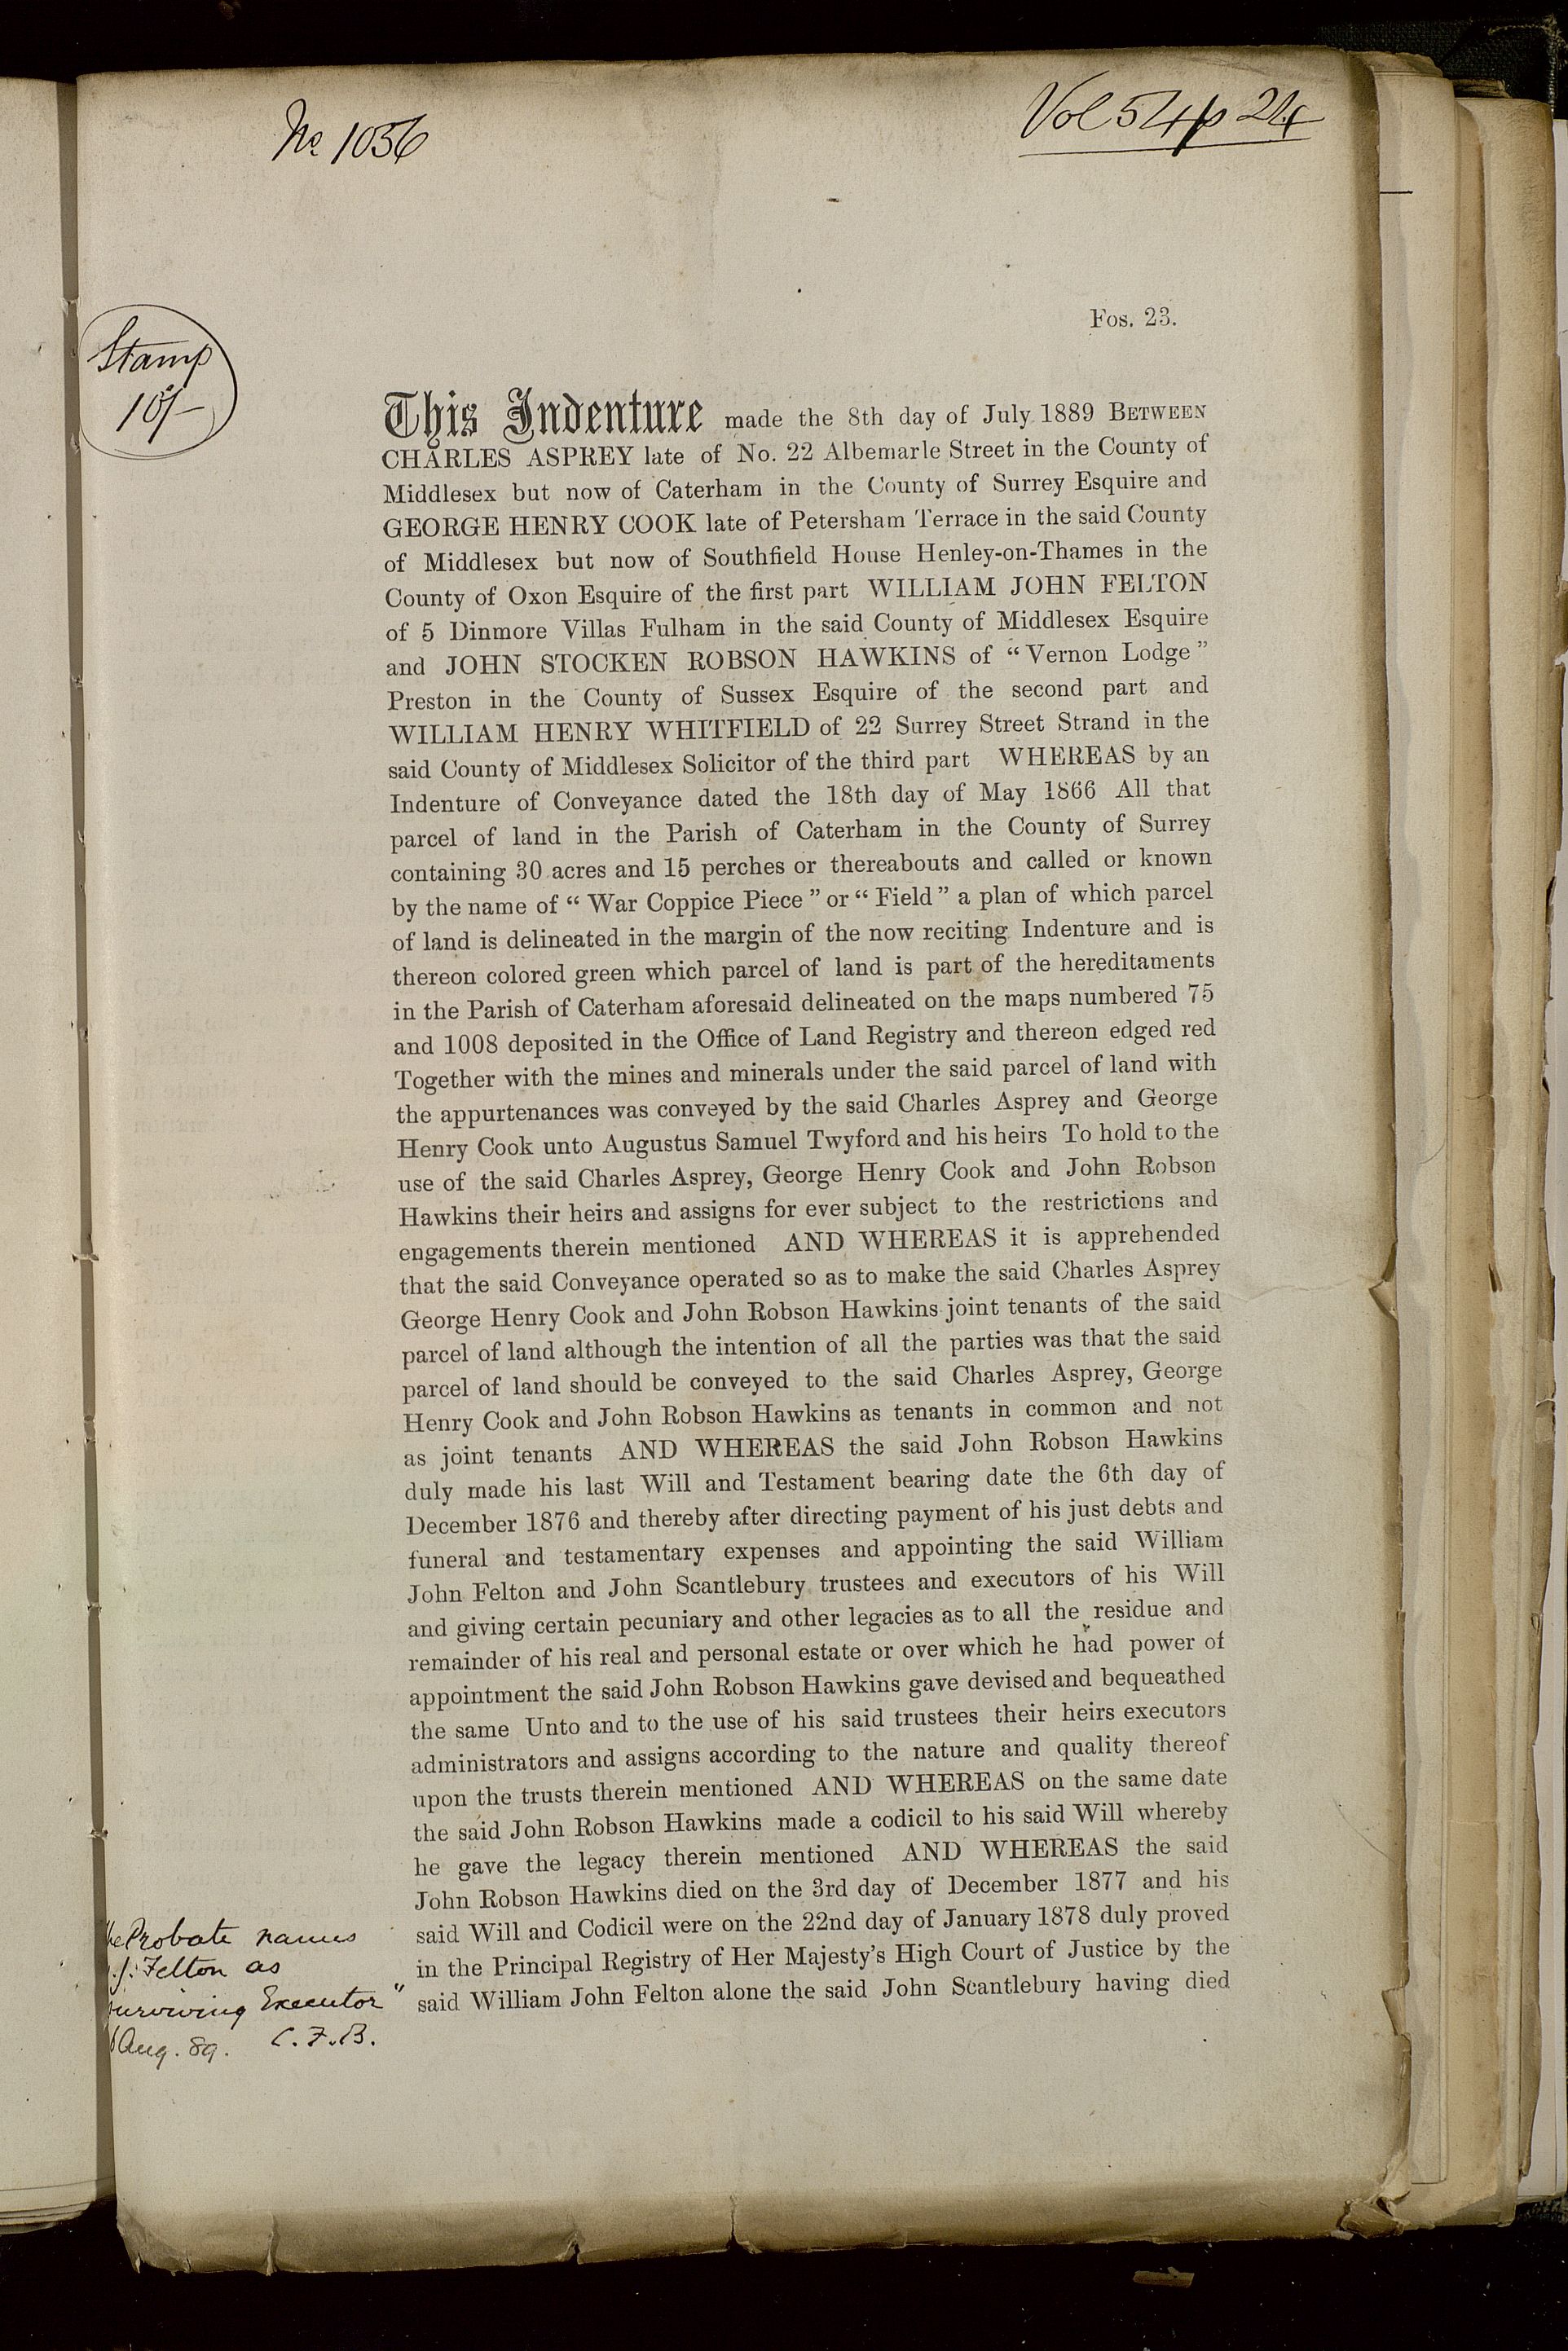 No 1056
Vol 54 p 24
Fos. 23.
Stamp
10/-
This Indenture made the 8th day of July 1889 BETWEEN
CHARLES ASPREY late of No. 22 Albemarle Street in the County of
Middlesex but now of Caterham in the County of Surrey Esquire and
GEORGE HENRY COOK late of Petersham Terrace in the said County
of Middlesex but now of Southfield House Henley-on-Thames in the
County of Oxon Esquire of the first part WILLIAM JOHN FELTON
of 5 Dinmore Villas Fulham in the said County of Middlesex Esquire
and JOHN STOCKEN ROBSON HAWKINS of “Vernon Lodge”
Preston in the County of Sussex Esquire of the second part and
WILLIAM HENRY WHITFIELD of 22 Surrey Street Strand in the
said County of Middlesex Solicitor of the third part WHEREAS by an
Indenture of Conveyance dated the 18th day of May 1866 All that
parcel of land in the Parish of Caterham in the County of Surrey
containing 30 acres and 15 perches or thereabouts and called or known
by the name of “War Coppice Piece” or “Field” a plan of which parcel
of land is delineated in the margin of the now reciting Indenture and is
thereon colored green which parcel of land is part of the hereditaments
in the Parish of Caterham aforesaid delineated on the maps numbered 75
and 1008 deposited in the Office of Land Registry and thereon edged red
Together with the mines and minerals under the said parcel of land with
the appurtenances was conveyed by the said Charles Asprey and George
Henry Cook unto Augustus Samuel Twyford and his heirs To hold to the
use of the said Charles Asprey, George Henry Cook and John Robson
Hawkins their heirs and assigns for ever subject to the restrictions and
engagements therein mentioned AND WHEREAS it is apprehended
that the said Conveyance operated so as to make the said Charles Asprey
George Henry Cook and John Robson Hawkins joint tenants of the said
parcel of land although the intention of all the parties was that the said
parcel of land should be conveyed to the said Charles Asprey, George
Henry Cook and John Robson Hawkins as tenants in common and not
as joint tenants AND WHEREAS the said John Robson Hawkins
duly made his last Will and Testament bearing date the 6th day of
December 1876 and thereby after directing payment of his just debts and
funeral and testamentary expenses and appointing the said William
John Felton and John Scantlebury trustees and executors of his Will
and giving certain pecuniary and other legacies as to all the residue and
remainder of his real and personal estate or over which he had power of
appointment the said John Robson Hawkins gave devised and bequeathed
the same Unto and to the use of his said trustees their heirs executors
administrators and assigns according to the nature and quality thereof
upon the trusts therein mentioned AND WHEREAS on the same date
the said John Robson Hawkins made a codicil to his said Will whereby
he gave the legacy therein mentioned AND WHEREAS the said
John Robson Hawkins died on the 3rd day of December 1877 and his
said Will and Codicil were on the 22nd day of January 1878 duly proved
in the Principal Registry of Her Majesty’s High Court of Justice by the
said William John Felton alone the said John Scantlebury having died
Probate names
Felton as
surviving Executor”
Aug. 89. C.F.B.